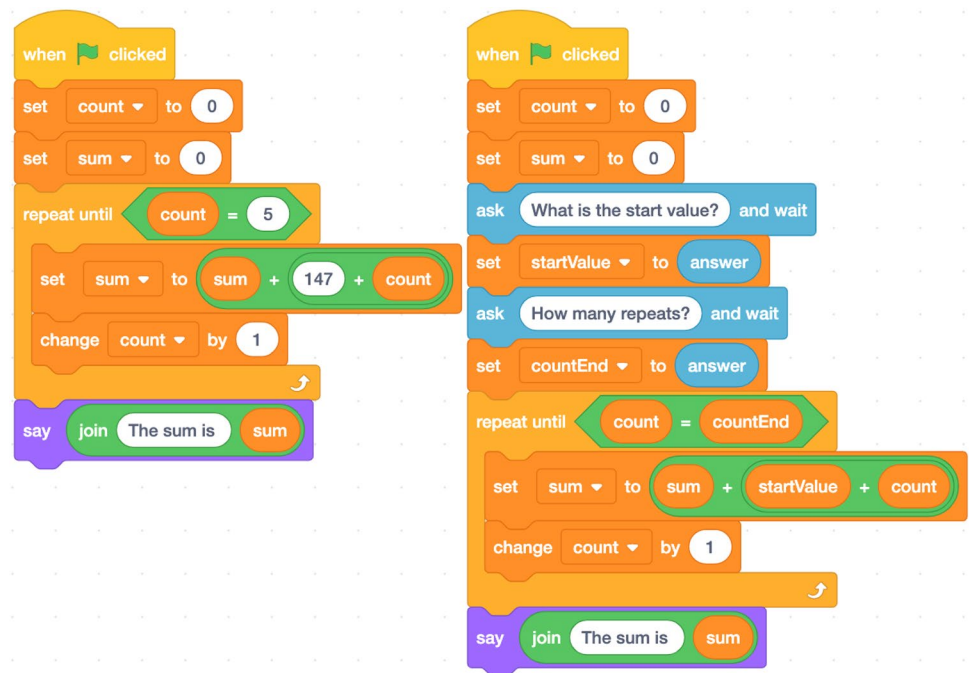 when clicked
set count to 0
set sum to 0
repeat until count = 5
set sum to sum + 147 + count
change count by 1
say join The sum is sum
when clicked
set count to 0
set sum to 0
ask What is the start value? and wait
set startValue to answer
ask How many repeats? and wait
set countEnd to answer
repeat until count = countEnd
set sum to sum + startValue + count
change count by 1
say join The sum is sum